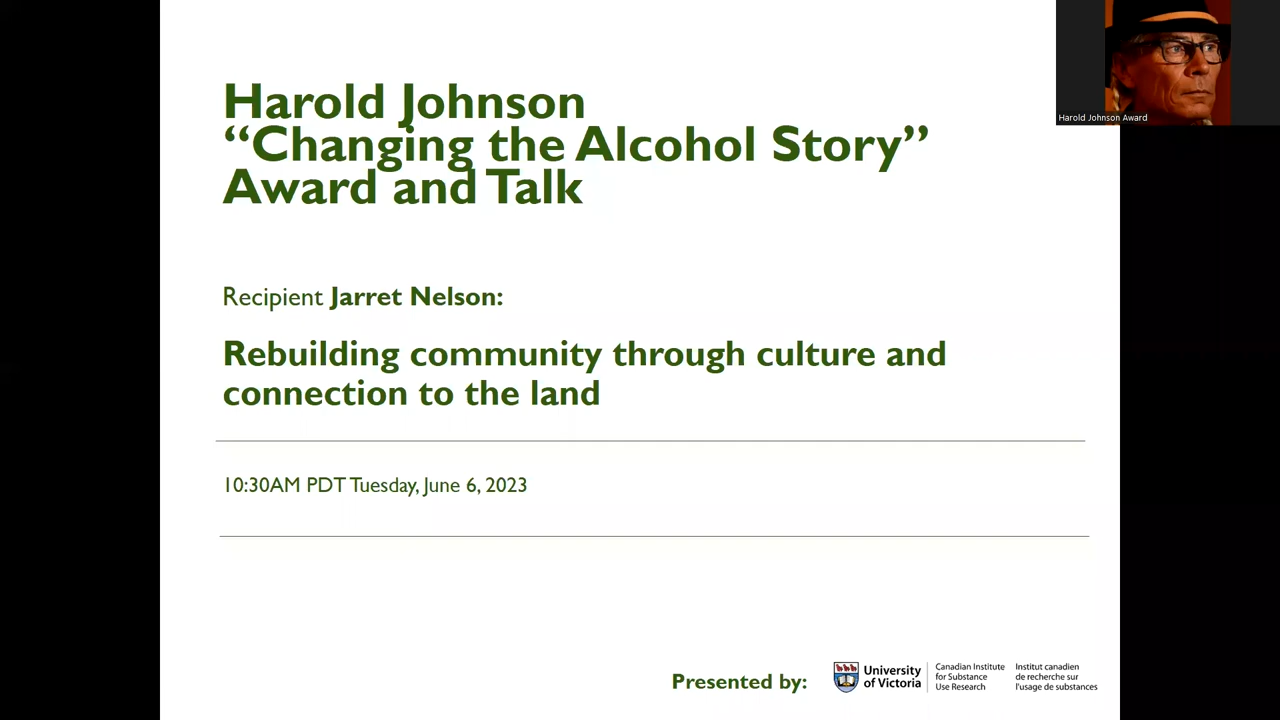 Harold Johnson
“Changing the Alcohol Story”
Award and Talk
Harold Johnson Award
Recipient Jarret Nelson:
Rebuilding community through culture and
connection to the land
10:30AM PDT Tuesday, June 6, 2023
Presented by:
University
of Victoria
Canadian Institute
for Substance
Use Research
Institut canadien
de recherche sur
l'usage de substances